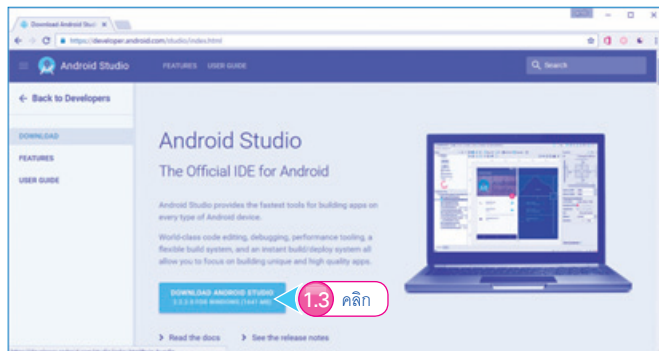 Download Android Stud
https://developer.android.com/studio/index.html
Android Studio
FEATURES USER GUIDE
Search
← Back to Developers
DOWNLOAD
FEATURES
USER GUIDE
Android Studio
The Official IDE for Android
Android Studio provides the fastest tools for building apps on
every type of Android device.
World-class code editing, debugging, performance tooling, a
flexible build system, and an instant build/deploy system all
allow you to focus on building unique and high quality apps.
DOWNLOAD ANDROID STUDIO
FOR WINDOWS
1.3 คลิก
Read the docs
See the release notes